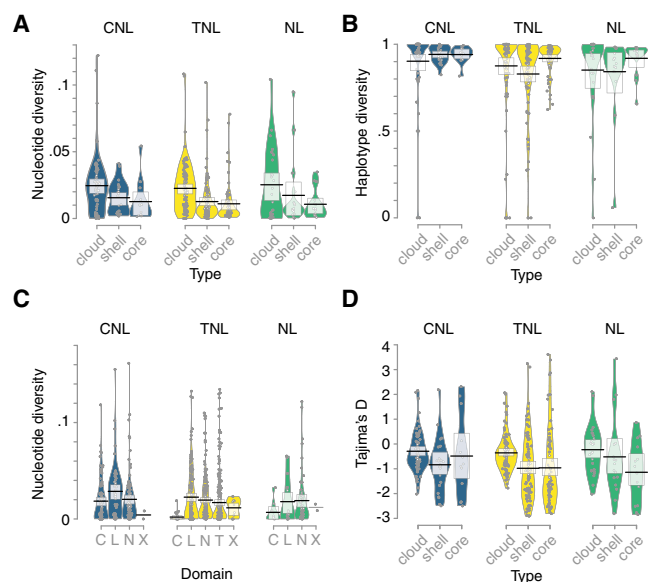 A
CNL TNL NL
Nucleotide diversity
.1
.05
0
cloud shell core cloud shell core cloud shell core
Type
B
CNL TNL NL
Haplotype diversity
1
0.5
0
cloud shell core cloud shell core cloud shell core
Type
C
CNL TNL NL
Nucleotide diversity
.1
0
C L N X C L N T X C L N X
Domain
D
CNL TNL NL
Tajima's D
4
3
2
1
0
-1
-2
-3
cloud shell core cloud shell core cloud shell core
Type